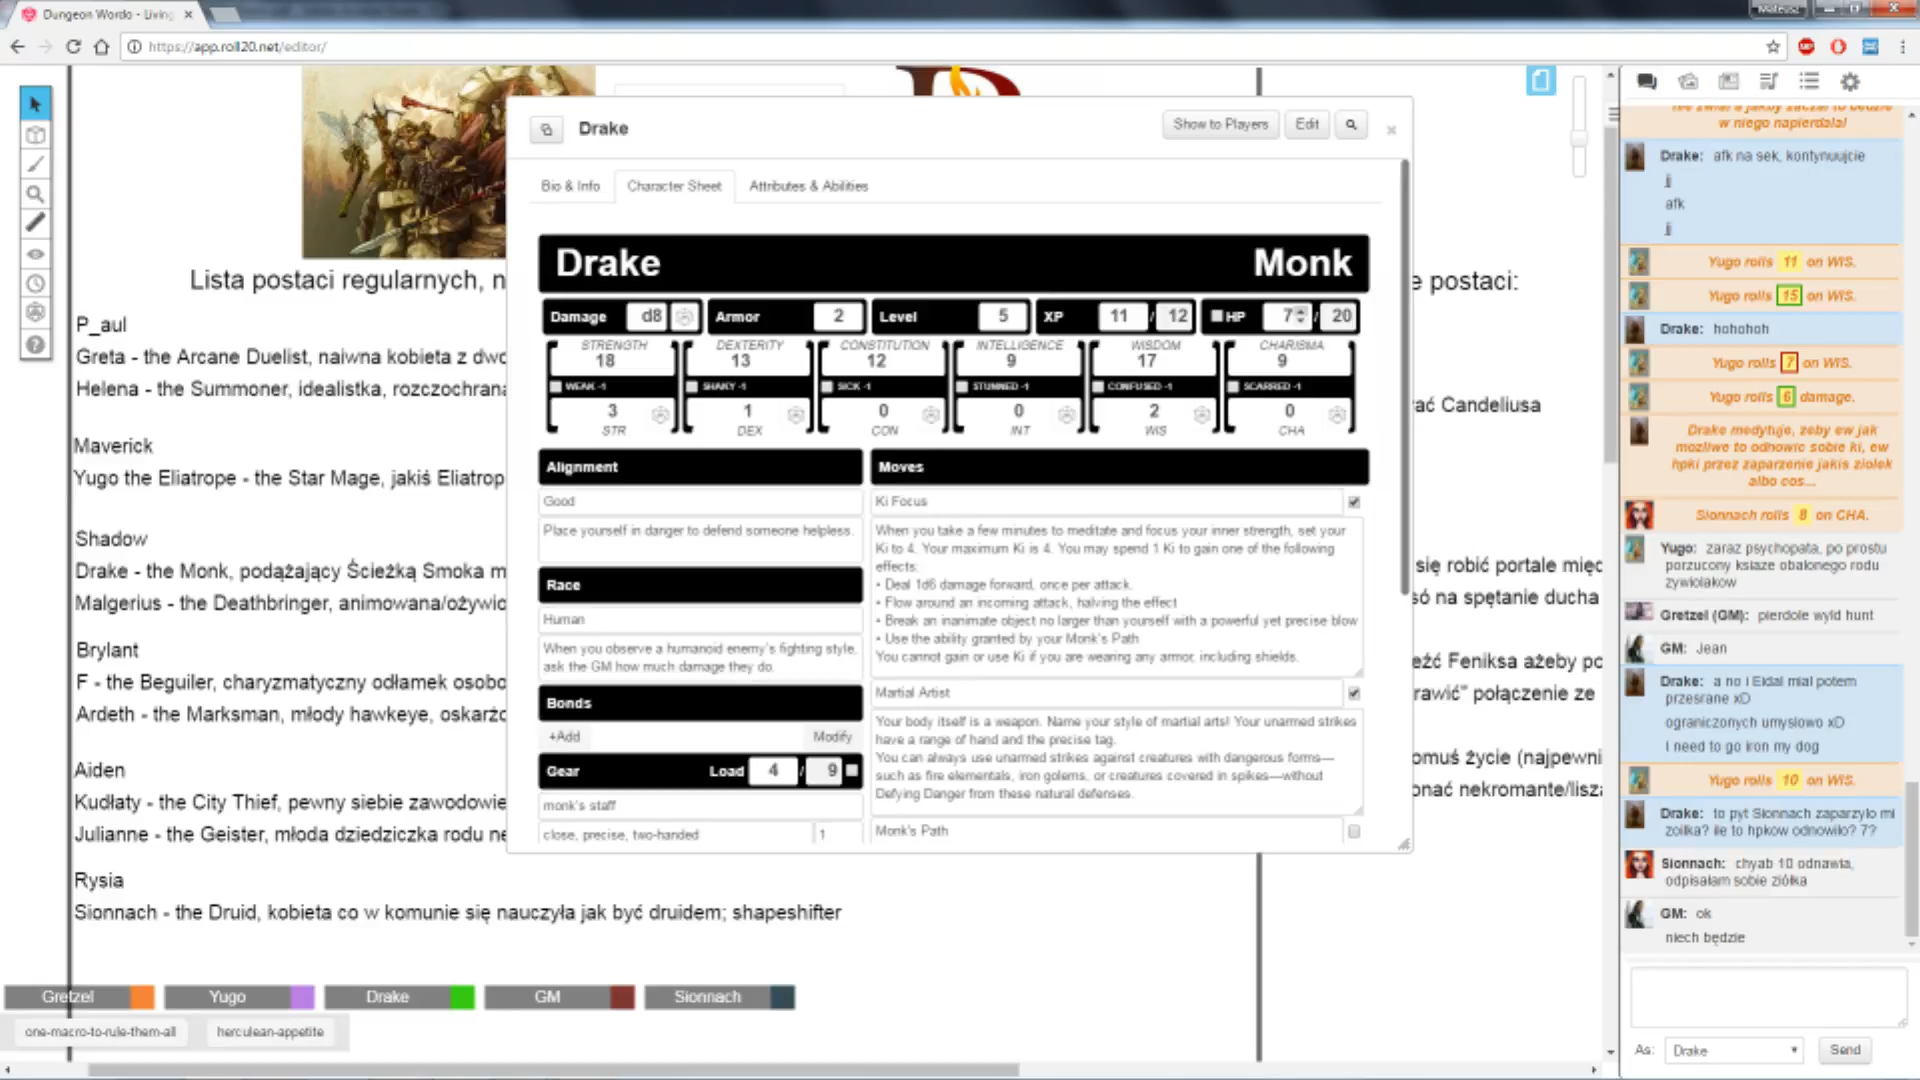 Dungeon Wordo - Living
Mateusz
https://app.roll20.net/editor/
Lista postaci regularnych, n
P_aul
Greta - the Arcane Duelist, naiwna kobieta z dwo
Helena - the Summoner, idealistka, rozczochrana
Maverick
Yugo the Eliatrope - the Star Mage, jakiś Eliatrop
Shadow
Drake - the Monk, podążający Ścieżką Smoka m
Malgerius - the Deathbringer, animowana/ożywio
Brylant
F - the Beguiler, charyzmatyczny odłamek osobo
Ardeth - the Marksman, młody hawkeye, oskarżo
Aiden
Kudłaty - the City Thief, pewny siebie zawodowie
Julianne - the Geister, młoda dziedziczka rodu ne
Rysia
Sionnach - the Druid, kobieta co w komunie się nauczyła jak być druidem; shapeshifter
Drake
Show to Players
Edit
Bio & Info
Character Sheet
Attributes & Abilities
Drake Monk
Damage d8
Armor 2
Level 5
XP 11 / 12
HP 7 / 20
STRENGTH DEXTERITY CONSTITUTION INTELLIGENCE WISDOM CHARISMA
18 13 12 9 17 9
WEAK -1 SHAKY -1 SICK -1 STUNNED -1 CONFUSED -1 SCARRED -1
3 1 0 0 2 0
STR DEX CON INT WIS CHA
Alignment
Good
Place yourself in danger to defend someone helpless.
Race
Human
When you observe a humanoid enemy's fighting style,
ask the GM how much damage they do.
Bonds
+Add Modify
Gear Load 4 / 9
monk's staff
close, precise, two-handed 1
Moves
Ki Focus
When you take a few minutes to meditate and focus your inner strength, set your
Ki to 4. Your maximum Ki is 4. You may spend 1 Ki to gain one of the following
effects:
• Deal 1d6 damage forward, once per attack.
• Flow around an incoming attack, halving the effect
• Break an inanimate object no larger than yourself with a powerful yet precise blow
• Use the ability granted by your Monk's Path
You cannot gain or use Ki if you are wearing any armor, including shields.
Martial Artist
Your body itself is a weapon. Name your style of martial arts! Your unarmed strikes
have a range of hand and the precise tag.
You can always use unarmed strikes against creatures with dangerous forms—
such as fire elementals, iron golems, or creatures covered in spikes—without
Defying Danger from these natural defenses.
Monk's Path
e postaci:
ać Candeliusa
się robić portale międ
só na spętanie ducha
eźć Feniksa ażeby po
rawić" połączenie ze
omuś życie (najpewni
onać nekromante/lisza
w niego napierdala!
Drake: afk na sek, kontynuujcie
jj
afk
jj
Yugo rolls 11 on WIS.
Yugo rolls 15 on WIS.
Drake: hohohoh
Yugo rolls 7 on WIS.
Yugo rolls 6 damage.
Drake medytuje, zeby ew jak
mozliwe to odnowic sobie ki, ew
hpki przez zaparzenie jakis ziolek
albo cos...
Sionnach rolls 8 on CHA.
Yugo: zaraz psychopata, po prostu
porzucony ksiaze obalonego rodu
zywiolakow
Gretzel (GM): pierdole wyld hunt
GM: Jean
Drake: a no i Eldal mial potem
przesrane xD
ograniczonych umyslowo xD
I need to go iron my dog
Yugo rolls 10 on WIS.
Drake: to pyt Sionnach zaparzylo mi
zoilka? ile to hpkow odnowilo? 7?
Sionnach: chyab 10 odnawia,
odpisałam sobie ziółka
GM: ok
niech będzie
As: Drake
Send
Gretzel
Yugo
Drake
GM
Sionnach
one-macro-to-rule-them-all
herculean-appetite